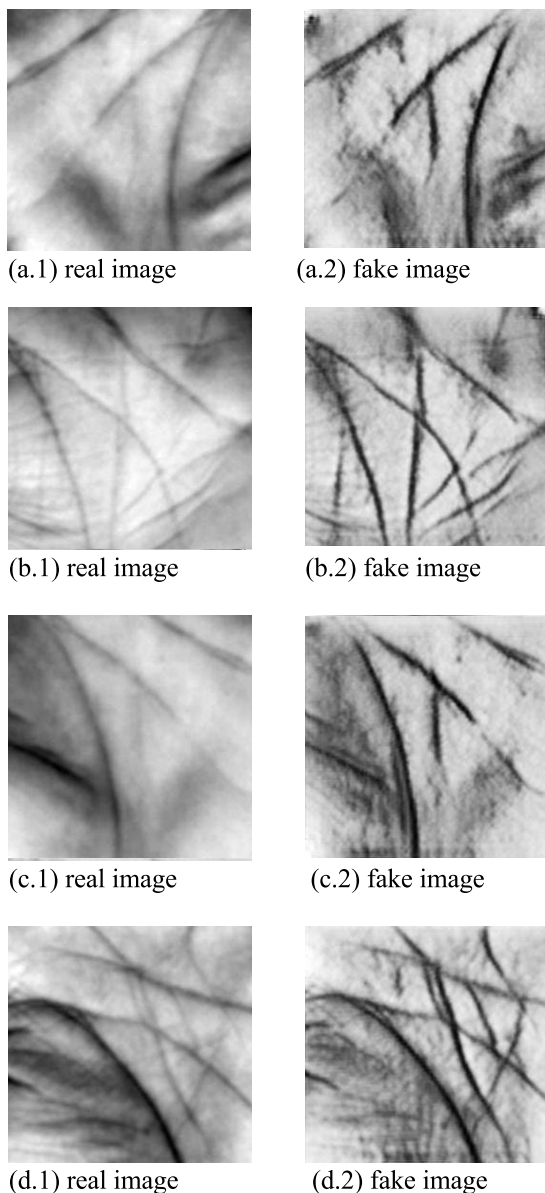 (a.1) real image (a.2) fake image
(b.1) real image (b.2) fake image
(c.1) real image (c.2) fake image
(d.1) real image (d.2) fake image